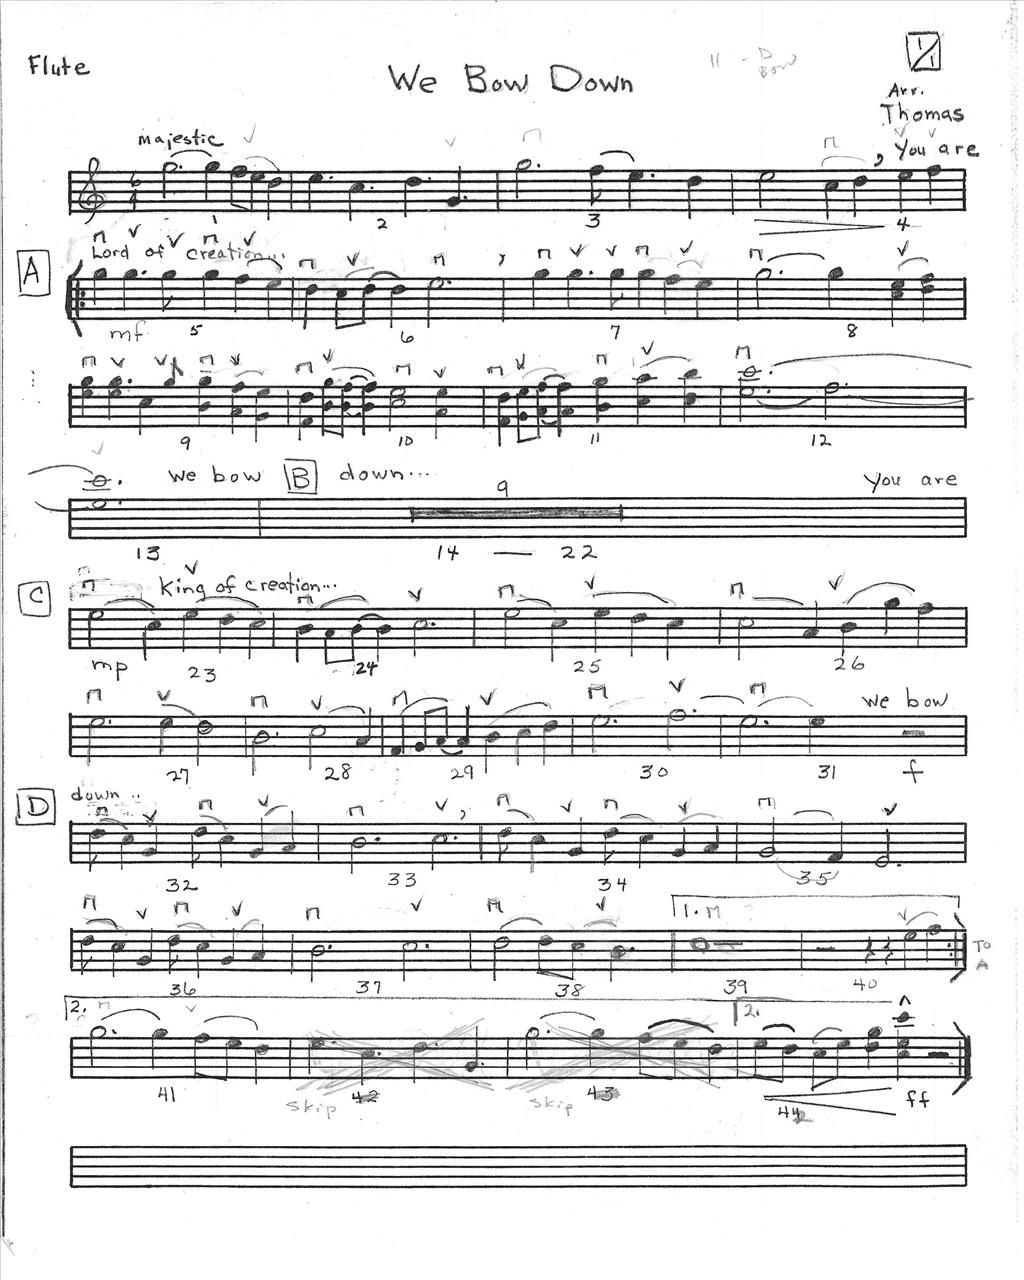 Flute
We Bow Down
11 - D
Bow
1/1
Arr.
Thomas
majestic
You are
6
4
1 2 3 4
A
Lord of creation...
mf 5 6 7 8
9 10 11 12
we bow B down...
9
You are
13 14 — 22
C
King of creation...
mp 23 24 25 26
we bow
27 28 29 30 31 f
D
down..
32 33 34 35
1.
To
A
36 37 38 39 40
2.
2.
41 42 43 44 ff
Skip Skip